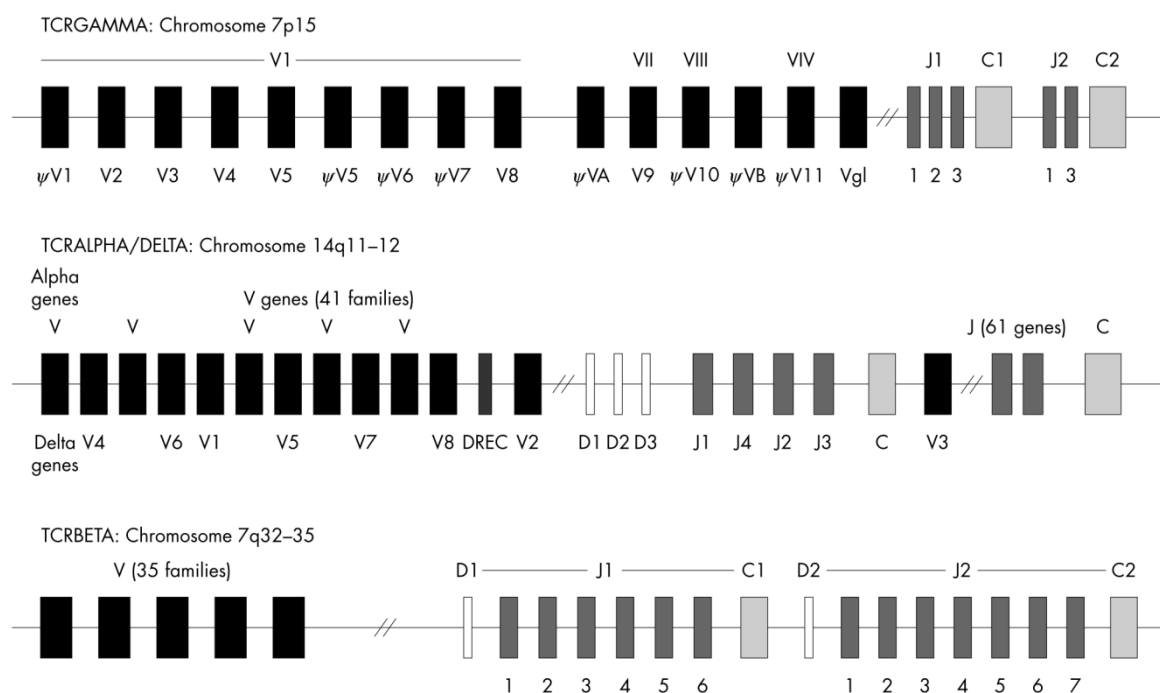 TCRGAMMA: Chromosome 7p15
V1 VII VIII VIV J1 C1 J2 C2
ψV1 V2 V3 V4 V5 ψV5 ψV6 ψV7 V8 ψVA V9 ψV10 ψVB ψV11 Vgl 1 2 3 1 3
TCRALPHA/DELTA: Chromosome 14q11–12
Alpha
genes V genes (41 families) J (61 genes) C
V V V V V
Delta V4 V6 V1 V5 V7 V8 DREC V2 D1 D2 D3 J1 J4 J2 J3 C V3
genes
TCRBETA: Chromosome 7q32–35
V (35 families) D1 J1 C1 D2 J2 C2
1 2 3 4 5 6 1 2 3 4 5 6 7